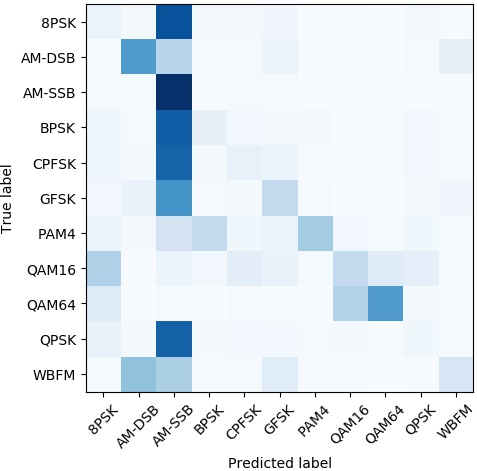 True label
8PSK
AM-DSB
AM-SSB
BPSK
CPFSK
GFSK
PAM4
QAM16
QAM64
QPSK
WBFM
8PSK AM-DSB AM-SSB BPSK CPFSK GFSK PAM4 QAM16 QAM64 QPSK WBFM
Predicted label